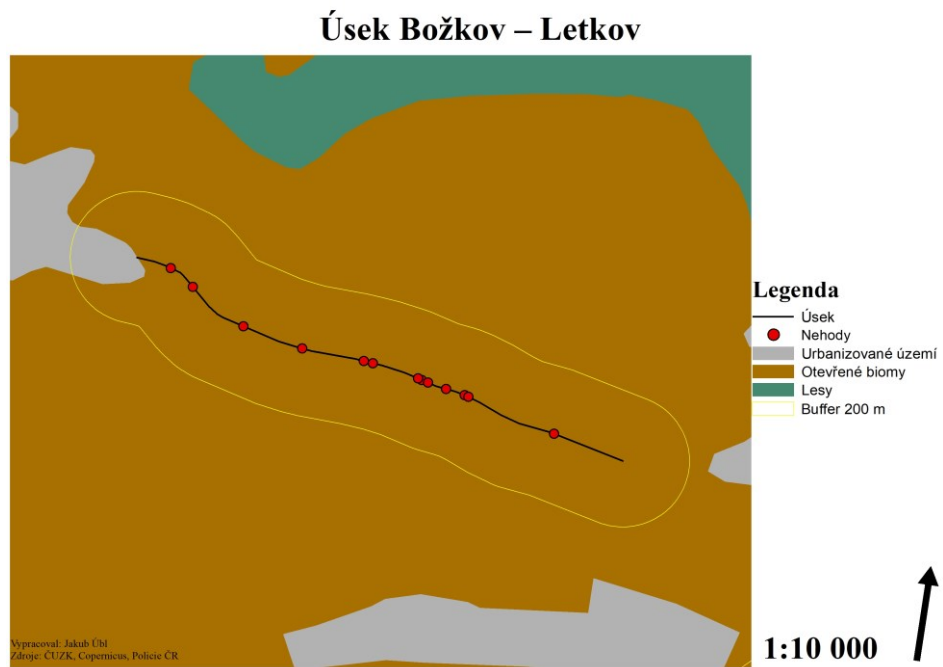 Úsek Božkov – Letkov
Legenda
Úsek
Nehody
Urbanizované území
Otevřené biomy
Lesy
Buffer 200 m
Vypracoval: Jakub Übl
Zdroje: ČUZK, Copernicus, Policie ČR
1:10 000